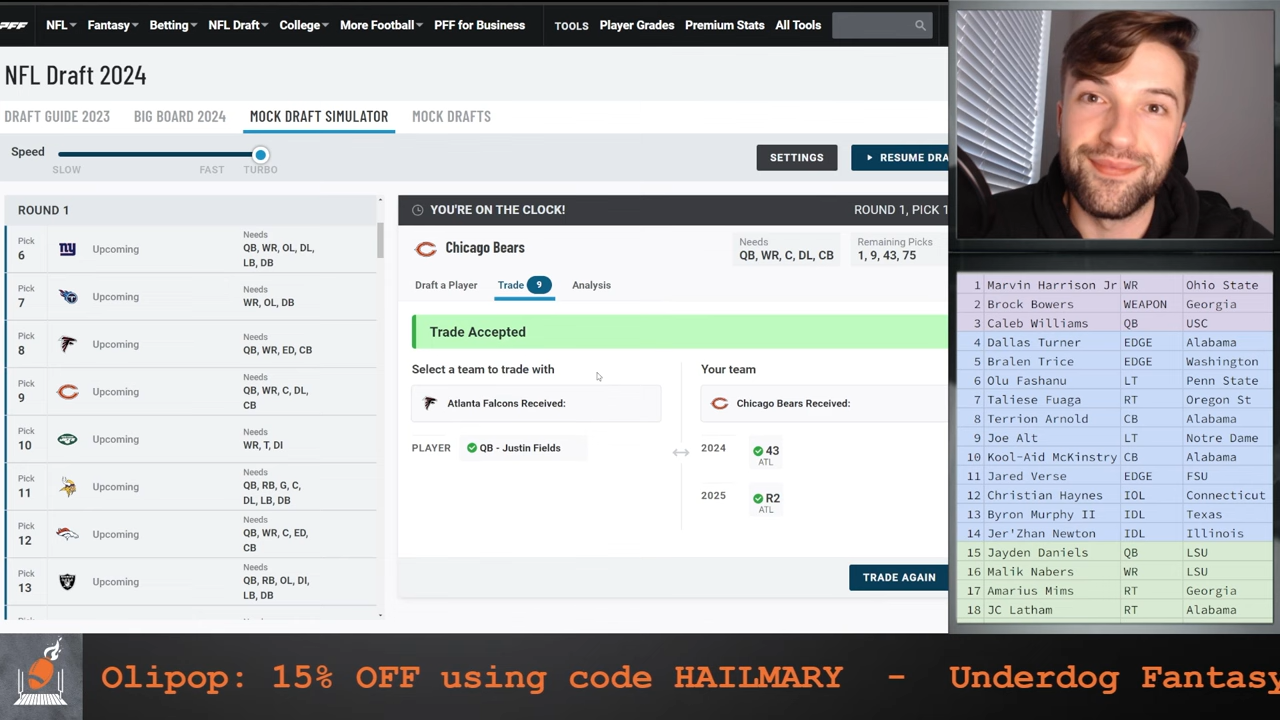 PFF NFL Fantasy Betting NFL Draft College More Football PFF for Business TOOLS Player Grades Premium Stats All Tools
NFL Draft 2024
DRAFT GUIDE 2023 BIG BOARD 2024 MOCK DRAFT SIMULATOR MOCK DRAFTS
Speed
SLOW FAST TURBO
SETTINGS RESUME DRA
ROUND 1
Pick 6 Upcoming Needs QB, WR, OL, DL,
LB, DB
Pick 7 Upcoming Needs WR, OL, DB
Pick 8 Upcoming Needs QB, WR, ED, CB
Pick 9 Upcoming Needs QB, WR, C, DL,
CB
Pick 10 Upcoming Needs WR, T, DI
Pick 11 Upcoming Needs QB, RB, G, C,
DL, LB, DB
Pick 12 Upcoming Needs QB, WR, C, ED,
CB
Pick 13 Upcoming Needs QB, RB, OL, DI,
LB, DB
YOU'RE ON THE CLOCK! ROUND 1, PICK 1
Chicago Bears
Needs
QB, WR, C, DL, CB
Remaining Picks
1, 9, 43, 75
Draft a Player Trade 9 Analysis
Trade Accepted
Select a team to trade with
Atlanta Falcons Received:
PLAYER QB - Justin Fields
Your team
Chicago Bears Received:
2024 43
ATL
2025 R2
ATL
TRADE AGAIN
1 Marvin Harrison Jr WR Ohio State
2 Brock Bowers WEAPON Georgia
3 Caleb Williams QB USC
4 Dallas Turner EDGE Alabama
5 Bralen Trice EDGE Washington
6 Olu Fashanu LT Penn State
7 Taliese Fuaga RT Oregon St
8 Terrion Arnold CB Alabama
9 Joe Alt LT Notre Dame
10 Kool-Aid McKinstry CB Alabama
11 Jared Verse EDGE FSU
12 Christian Haynes IOL Connecticut
13 Byron Murphy II IDL Texas
14 Jer'Zhan Newton IDL Illinois
15 Jayden Daniels QB LSU
16 Malik Nabers WR LSU
17 Amarius Mims RT Georgia
18 JC Latham RT Alabama
Olipop: 15% OFF using code HAILMARY - Underdog Fantasy